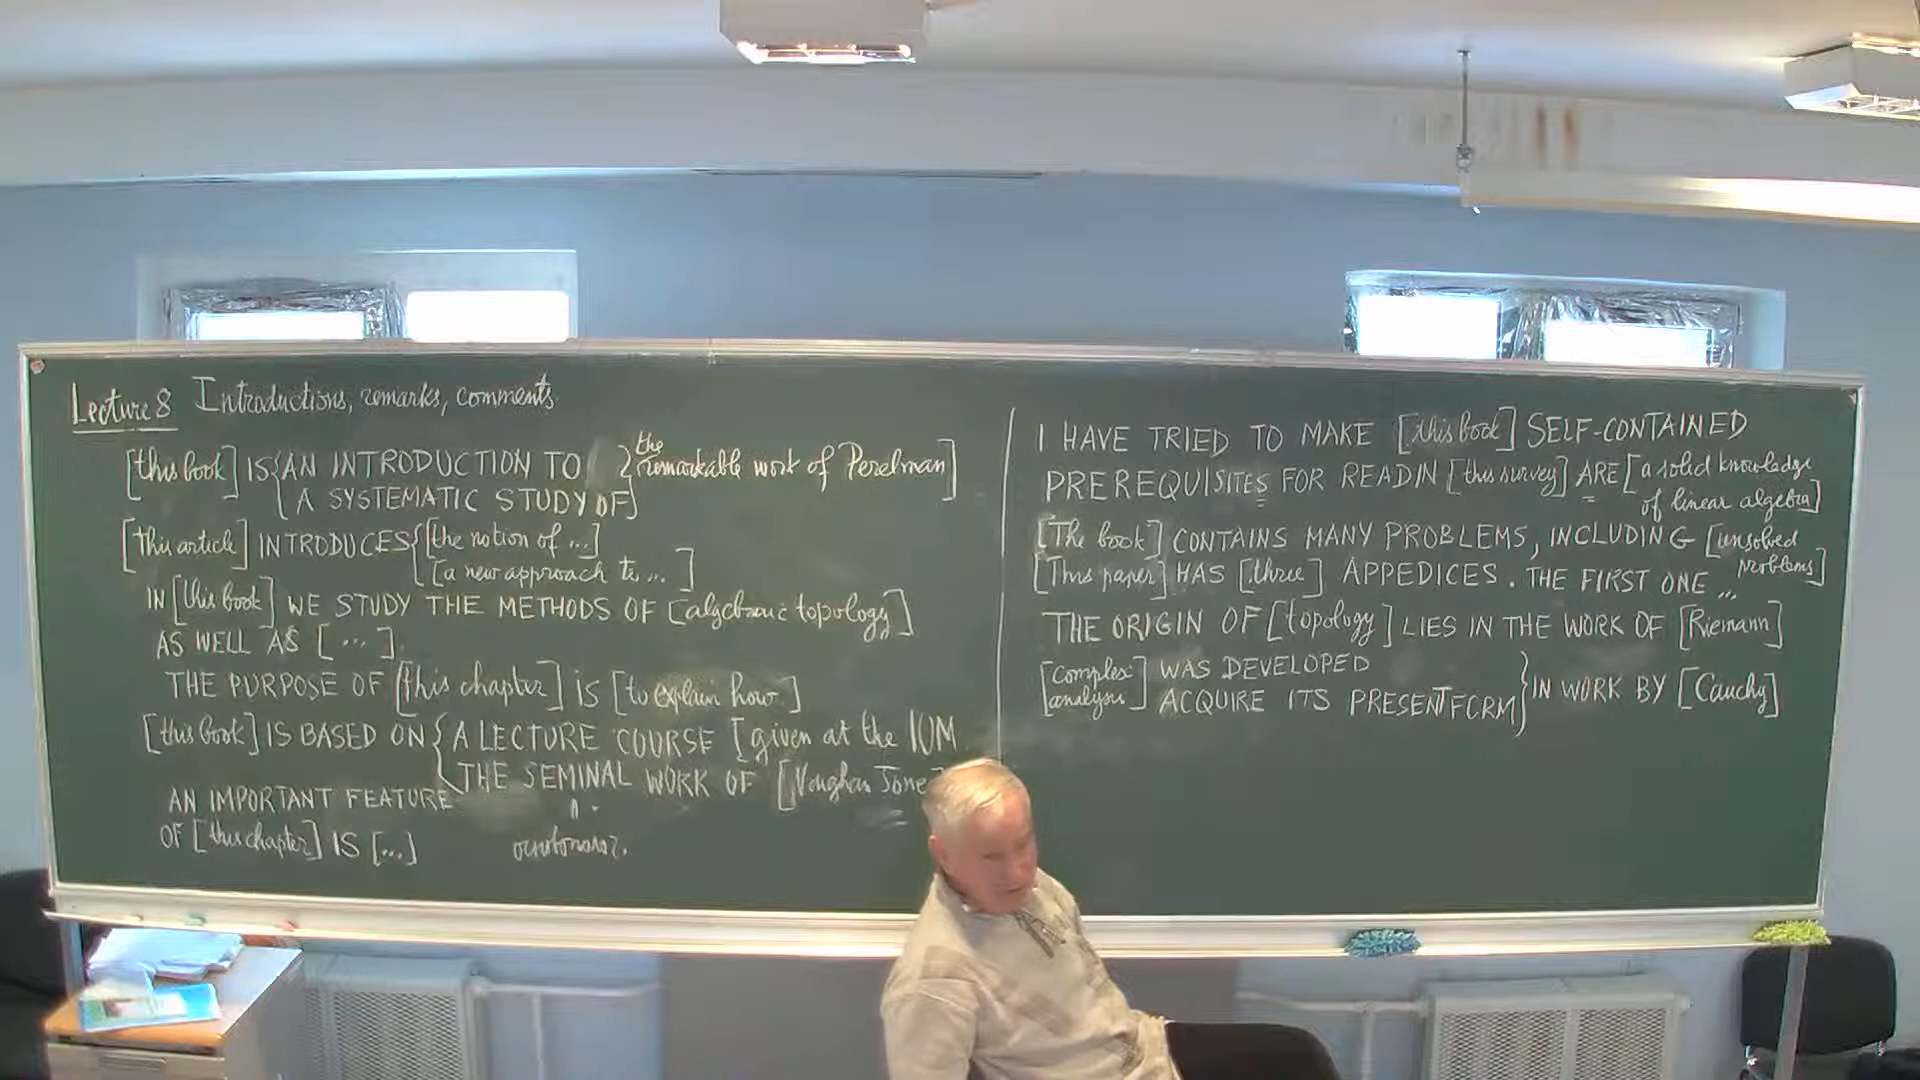 Lecture 8 Introductions, remarks, comments
[this book] IS { AN INTRODUCTION TO } the remarkable work of Perelman]
{ A SYSTEMATIC STUDY OF }
[this article] INTRODUCES { [the notion of ...]
[a new approach to ... ]
IN [this book] WE STUDY THE METHODS OF [algebraic topology]
AS WELL AS [ ... ].
THE PURPOSE OF [this chapter] IS [to explain how ]
[this book] IS BASED ON { A LECTURE COURSE [given at the IUM
THE SEMINAL WORK OF [Vaughan Jone
AN IMPORTANT FEATURE
OF [this chapter] IS [...]
I HAVE TRIED TO MAKE [this book] SELF-CONTAINED
PREREQUISITES FOR READIN [this survey] ARE [a solid knowledge
of linear algebra]
[The book] CONTAINS MANY PROBLEMS, INCLUDING [unsolved
problems]
[This paper] HAS [three] APPEDICES. THE FIRST ONE ...
THE ORIGIN OF [topology] LIES IN THE WORK OF [Riemann]
[Complex analysis] WAS DEVELOPED
ACQUIRE ITS PRESENT FORM } IN WORK BY [Cauchy]